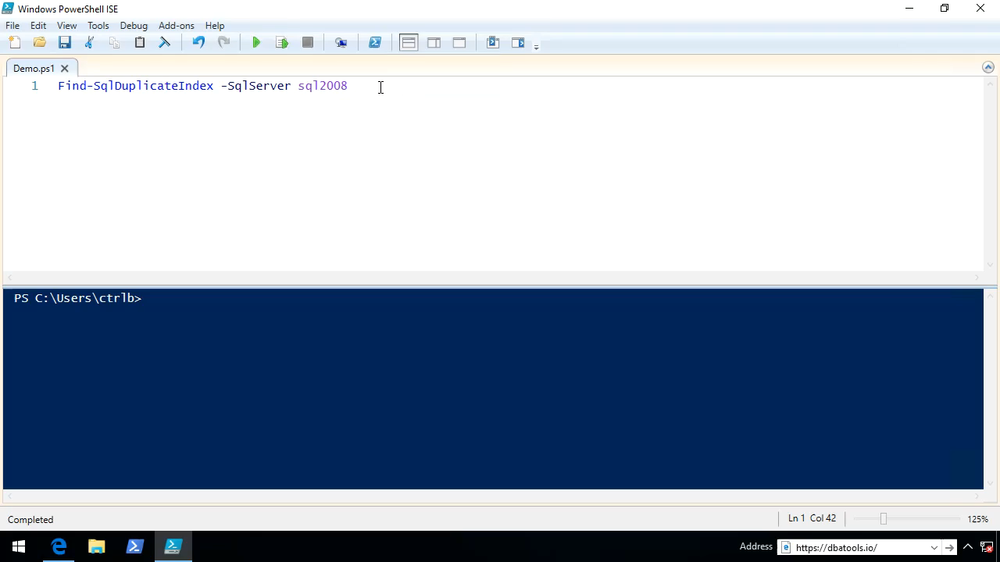 Windows PowerShell ISE
File Edit View Tools Debug Add-ons Help
Demo.ps1
1 Find-SqlDuplicateIndex -SqlServer sql2008
PS C:\Users\ctrlb>
Completed
Ln 1 Col 42
125%
Address https://dbatools.io/